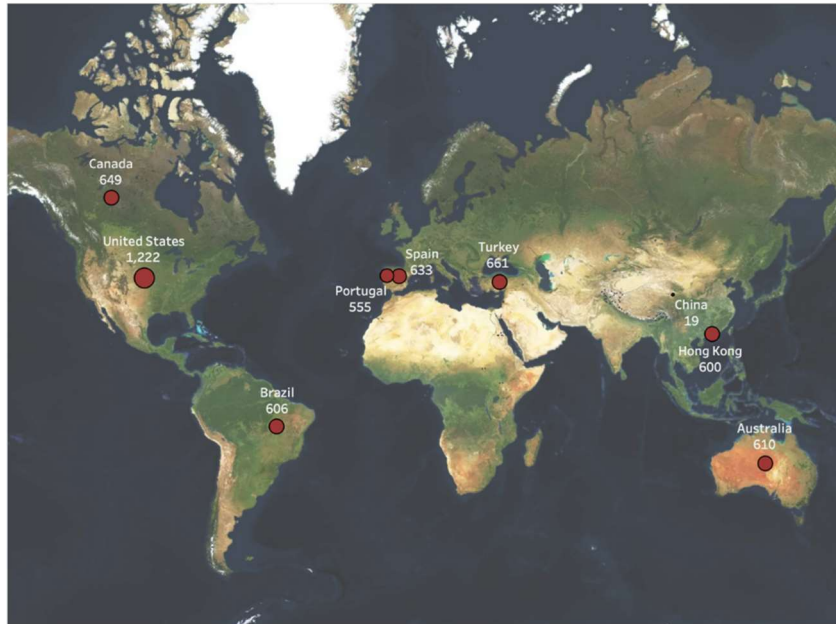 Canada
649
United States
1,222
Spain
633
Turkey
661
Portugal
555
China
19
Hong Kong
600
Brazil
606
Australia
610